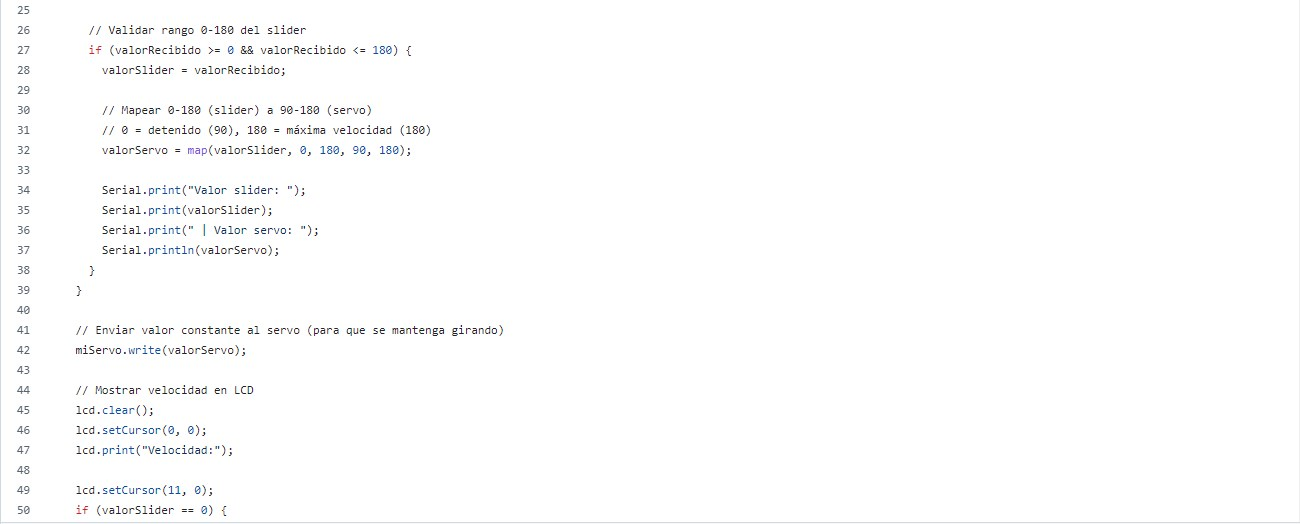 25
26 // Validar rango 0-180 del slider
27 if (valorRecibido >= 0 && valorRecibido <= 180) {
28 valorSlider = valorRecibido;
29
30 // Mapear 0-180 (slider) a 90-180 (servo)
31 // 0 = detenido (90), 180 = máxima velocidad (180)
32 valorServo = map(valorSlider, 0, 180, 90, 180);
33
34 Serial.print("Valor slider: ");
35 Serial.print(valorSlider);
36 Serial.print(" | Valor servo: ");
37 Serial.println(valorServo);
38 }
39 }
40
41 // Enviar valor constante al servo (para que se mantenga girando)
42 miServo.write(valorServo);
43
44 // Mostrar velocidad en LCD
45 lcd.clear();
46 lcd.setCursor(0, 0);
47 lcd.print("Velocidad:");
48
49 lcd.setCursor(11, 0);
50 if (valorSlider == 0) {